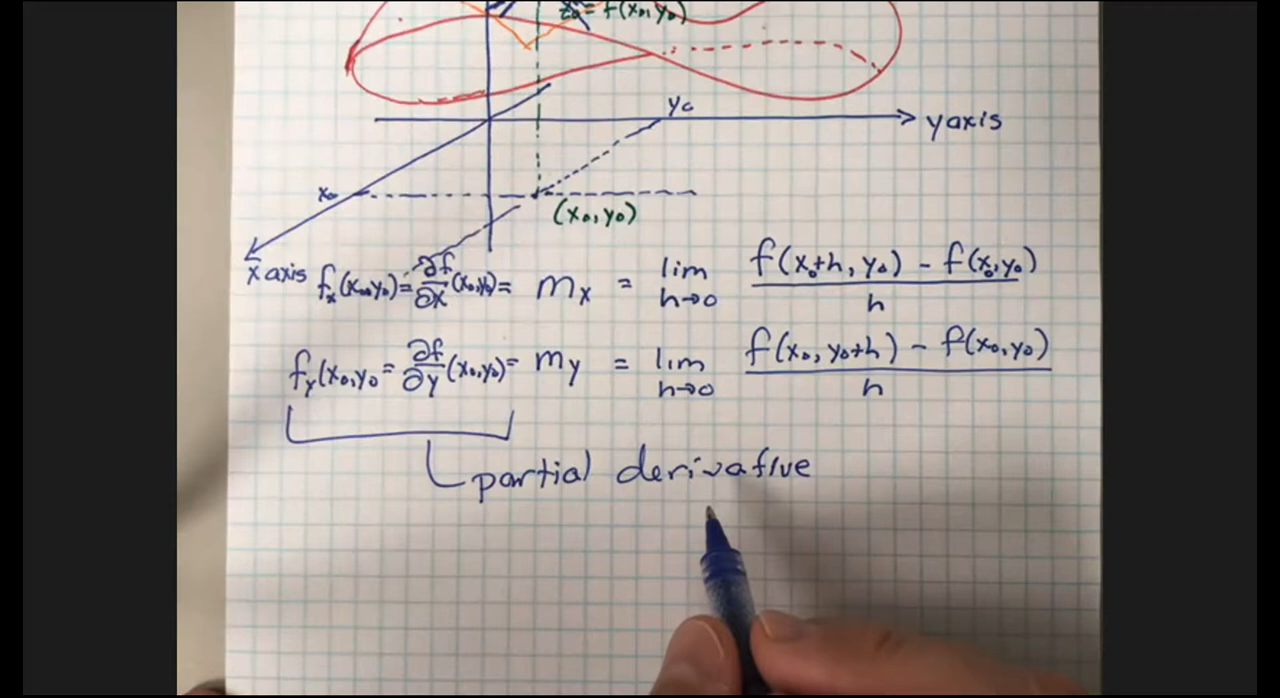 z₀ = f(x₀,y₀)
y₀
y axis
x₀
(x₀,y₀)
x axis
fₓ(x₀,y₀) = ∂f/∂x (x₀,y₀) = mₓ = lim h→0 f(x₀+h, y₀) - f(x₀,y₀) / h
f_y(x₀,y₀ = ∂f/∂y (x₀,y₀) = m_y = lim h→0 f(x₀, y₀+h) - f(x₀,y₀) / h
partial derivative